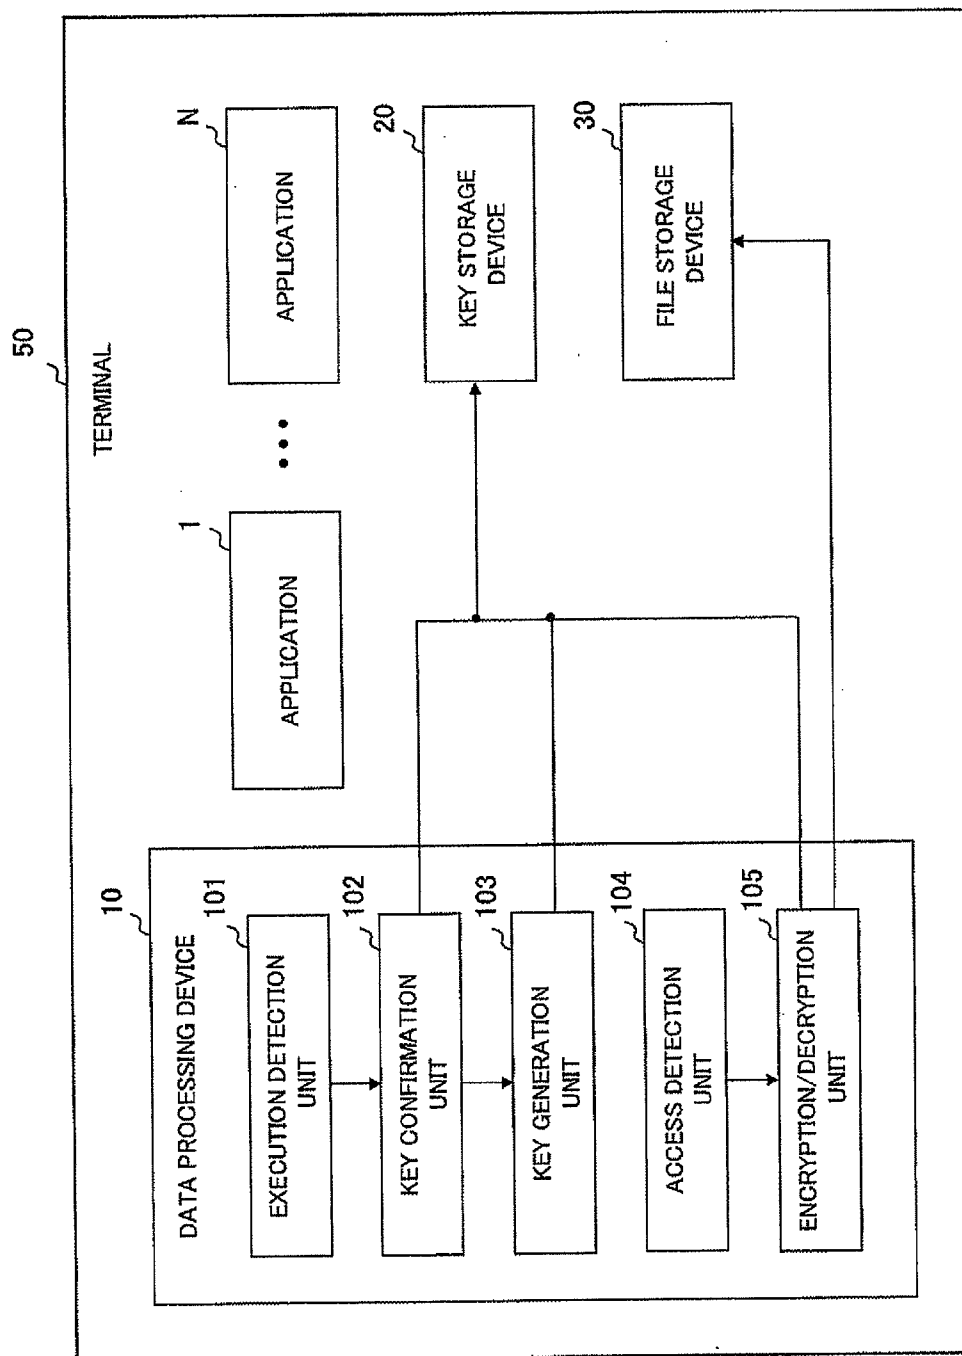 50
TERMINAL
10
DATA PROCESSING DEVICE
101
EXECUTION DETECTION
UNIT
102
KEY CONFIRMATION
UNIT
103
KEY GENERATION
UNIT
104
ACCESS DETECTION
UNIT
105
ENCRYPTION/DECRYPTION
UNIT
1
APPLICATION
•••
N
APPLICATION
20
KEY STORAGE
DEVICE
30
FILE STORAGE
DEVICE